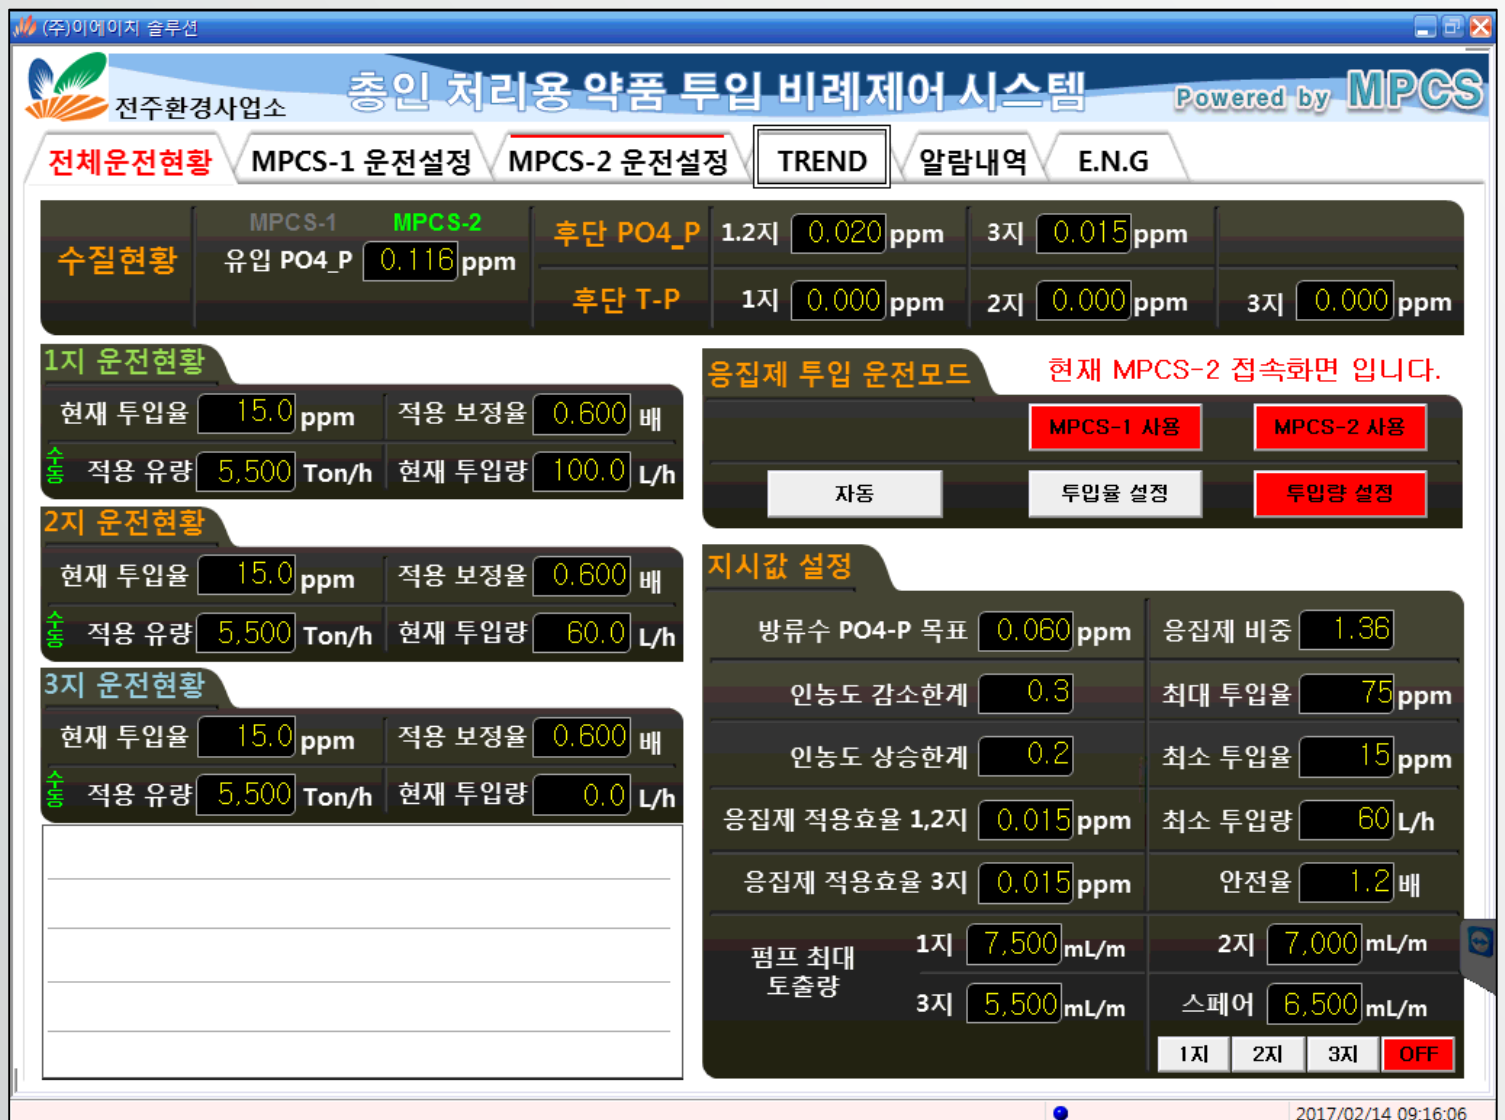 (주)이에이치 솔루션
전주환경사업소
총인 처리용 약품 투입 비례제어 시스템
Powered by MPCS
전체운전현황 MPCS-1 운전설정 MPCS-2 운전설정 TREND 알람내역 E.N.G
수질현황
MPCS-1 MPCS-2
유입 PO4_P 0.116 ppm
후단 PO4_P 1.2지 0.020 ppm 3지 0.015 ppm
후단 T-P 1지 0.000 ppm 2지 0.000 ppm 3지 0.000 ppm
1지 운전현황
현재 투입율 15.0 ppm 적용 보정율 0.600 배
수동 적용 유량 5,500 Ton/h 현재 투입량 100.0 L/h
2지 운전현황
현재 투입율 15.0 ppm 적용 보정율 0.600 배
수동 적용 유량 5,500 Ton/h 현재 투입량 60.0 L/h
3지 운전현황
현재 투입율 15.0 ppm 적용 보정율 0.600 배
수동 적용 유량 5,500 Ton/h 현재 투입량 0.0 L/h
응집제 투입 운전모드
현재 MPCS-2 접속화면 입니다.
MPCS-1 사용 MPCS-2 사용
자동 투입율 설정 투입량 설정
지시값 설정
방류수 PO4-P 목표 0.060 ppm 응집제 비중 1.36
인농도 감소한계 0.3 최대 투입율 75 ppm
인농도 상승한계 0.2 최소 투입율 15 ppm
응집제 적용효율 1,2지 0.015 ppm 최소 투입량 60 L/h
응집제 적용효율 3지 0.015 ppm 안전율 1.2 배
펌프 최대
토출량
1지 7,500 mL/m 2지 7,000 mL/m
3지 5,500 mL/m 스페어 6,500 mL/m
1지 2지 3지 OFF
2017/02/14 09:16:06